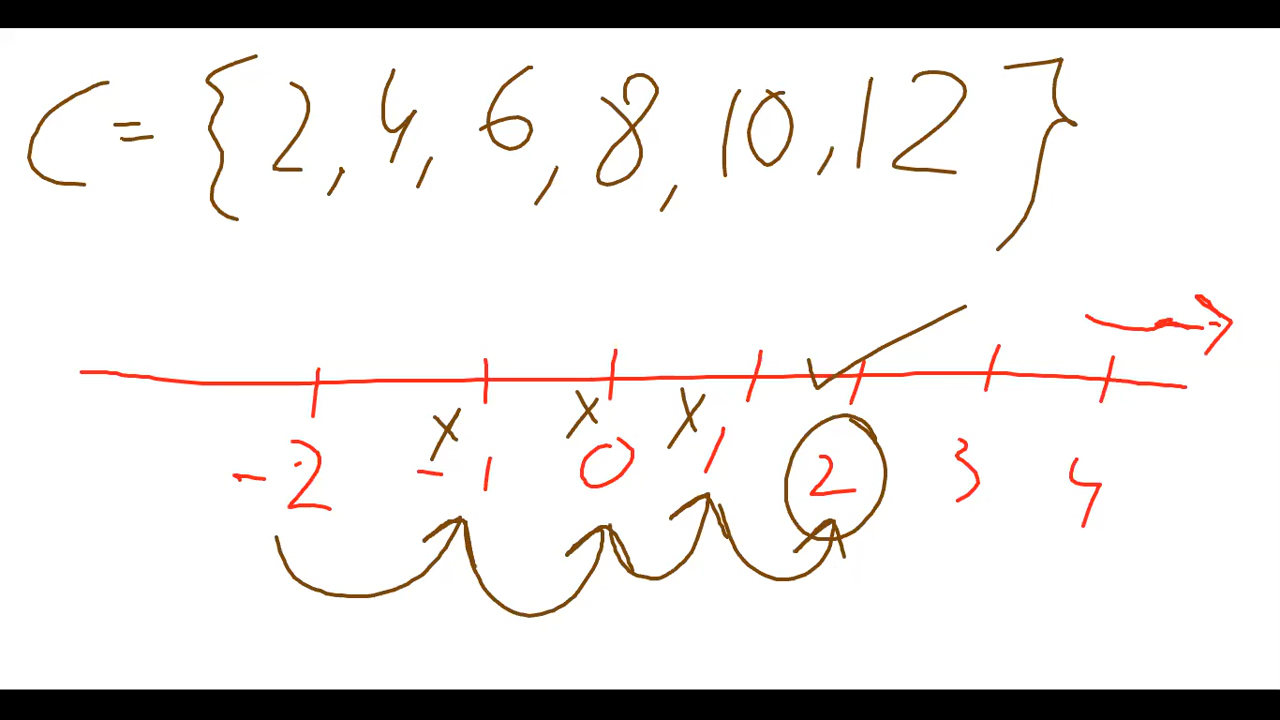 C = {2, 4, 6, 8, 10, 12}
x x x
-2 -1 0 1 2 3 4